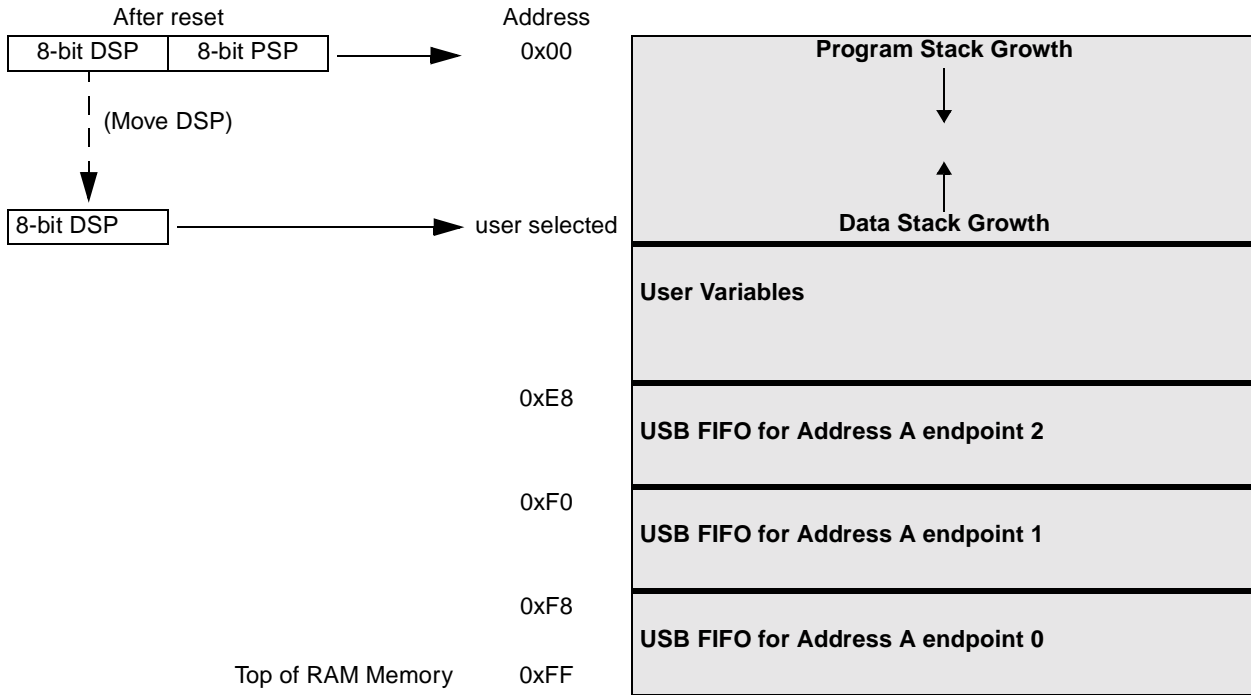 After reset
Address
8-bit DSP
8-bit PSP
0x00
Program Stack Growth
(Move DSP)
8-bit DSP
user selected
Data Stack Growth
User Variables
0xE8
USB FIFO for Address A endpoint 2
0xF0
USB FIFO for Address A endpoint 1
0xF8
USB FIFO for Address A endpoint 0
Top of RAM Memory
0xFF